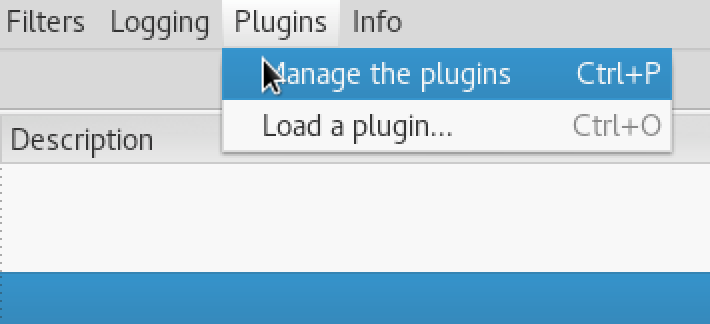 Filters Logging Plugins Info
Manage the plugins Ctrl+P
Load a plugin... Ctrl+O
Description